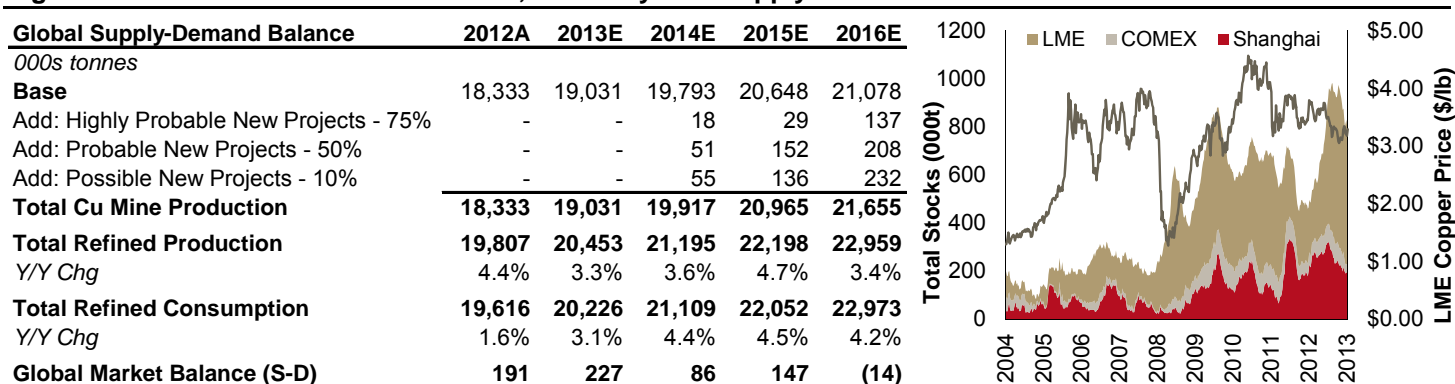 Global Supply-Demand Balance 2012A 2013E 2014E 2015E 2016E
000s tonnes
Base 18,333 19,031 19,793 20,648 21,078
Add: Highly Probable New Projects - 75% - - 18 29 137
Add: Probable New Projects - 50% - - 51 152 208
Add: Possible New Projects - 10% - - 55 136 232
Total Cu Mine Production 18,333 19,031 19,917 20,965 21,655
Total Refined Production 19,807 20,453 21,195 22,198 22,959
Y/Y Chg 4.4% 3.3% 3.6% 4.7% 3.4%
Total Refined Consumption 19,616 20,226 21,109 22,052 22,973
Y/Y Chg 1.6% 3.1% 4.4% 4.5% 4.2%
Global Market Balance (S-D) 191 227 86 147 (14)
Total Stocks (000t)
1200
1000
800
600
400
200
0
LME COMEX Shanghai
$5.00
$4.00
$3.00
$2.00
$1.00
$0.00
LME Copper Price ($/lb)
2004
2005
2006
2007
2008
2009
2010
2011
2012
2013